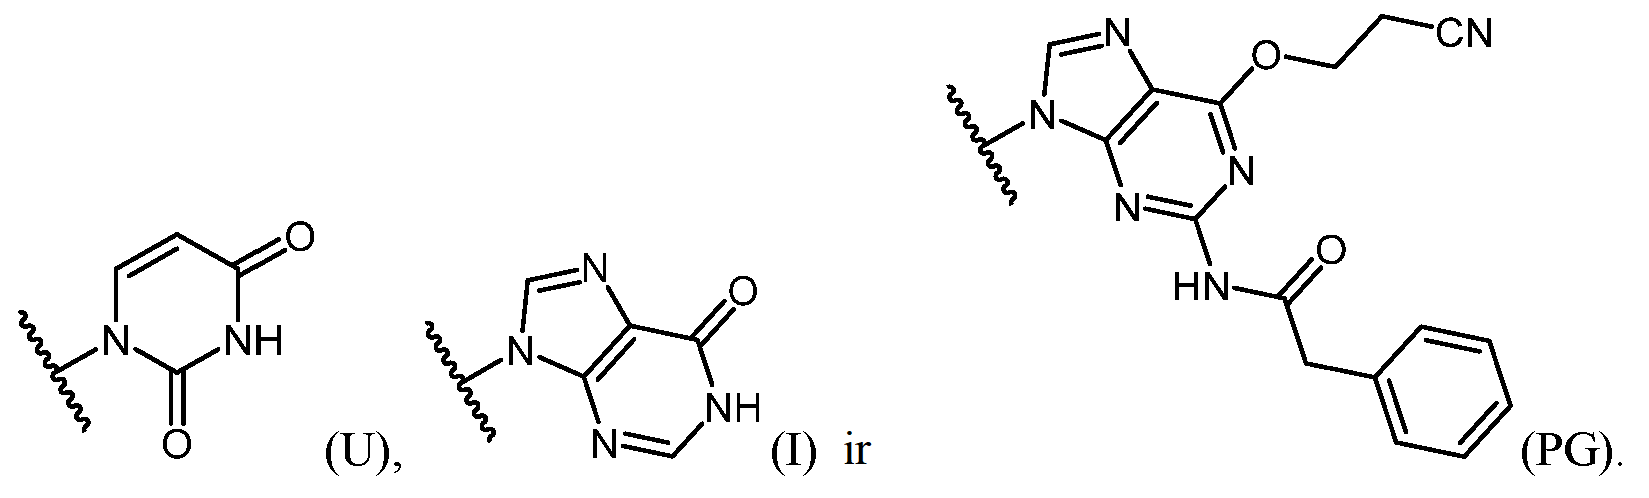 N CN
O
N N
N
HN O
O
N NH
O
(U),
N O
N NH
N
(I) ir
(PG).